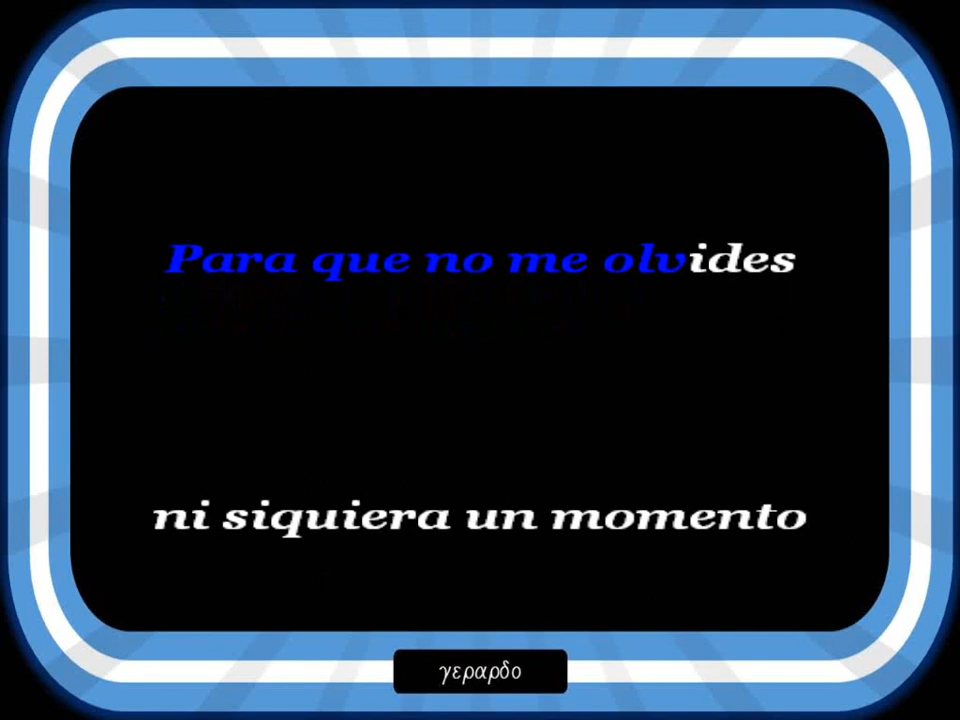 Para que no me olvides
ni siquiera un momento
γεραρδο